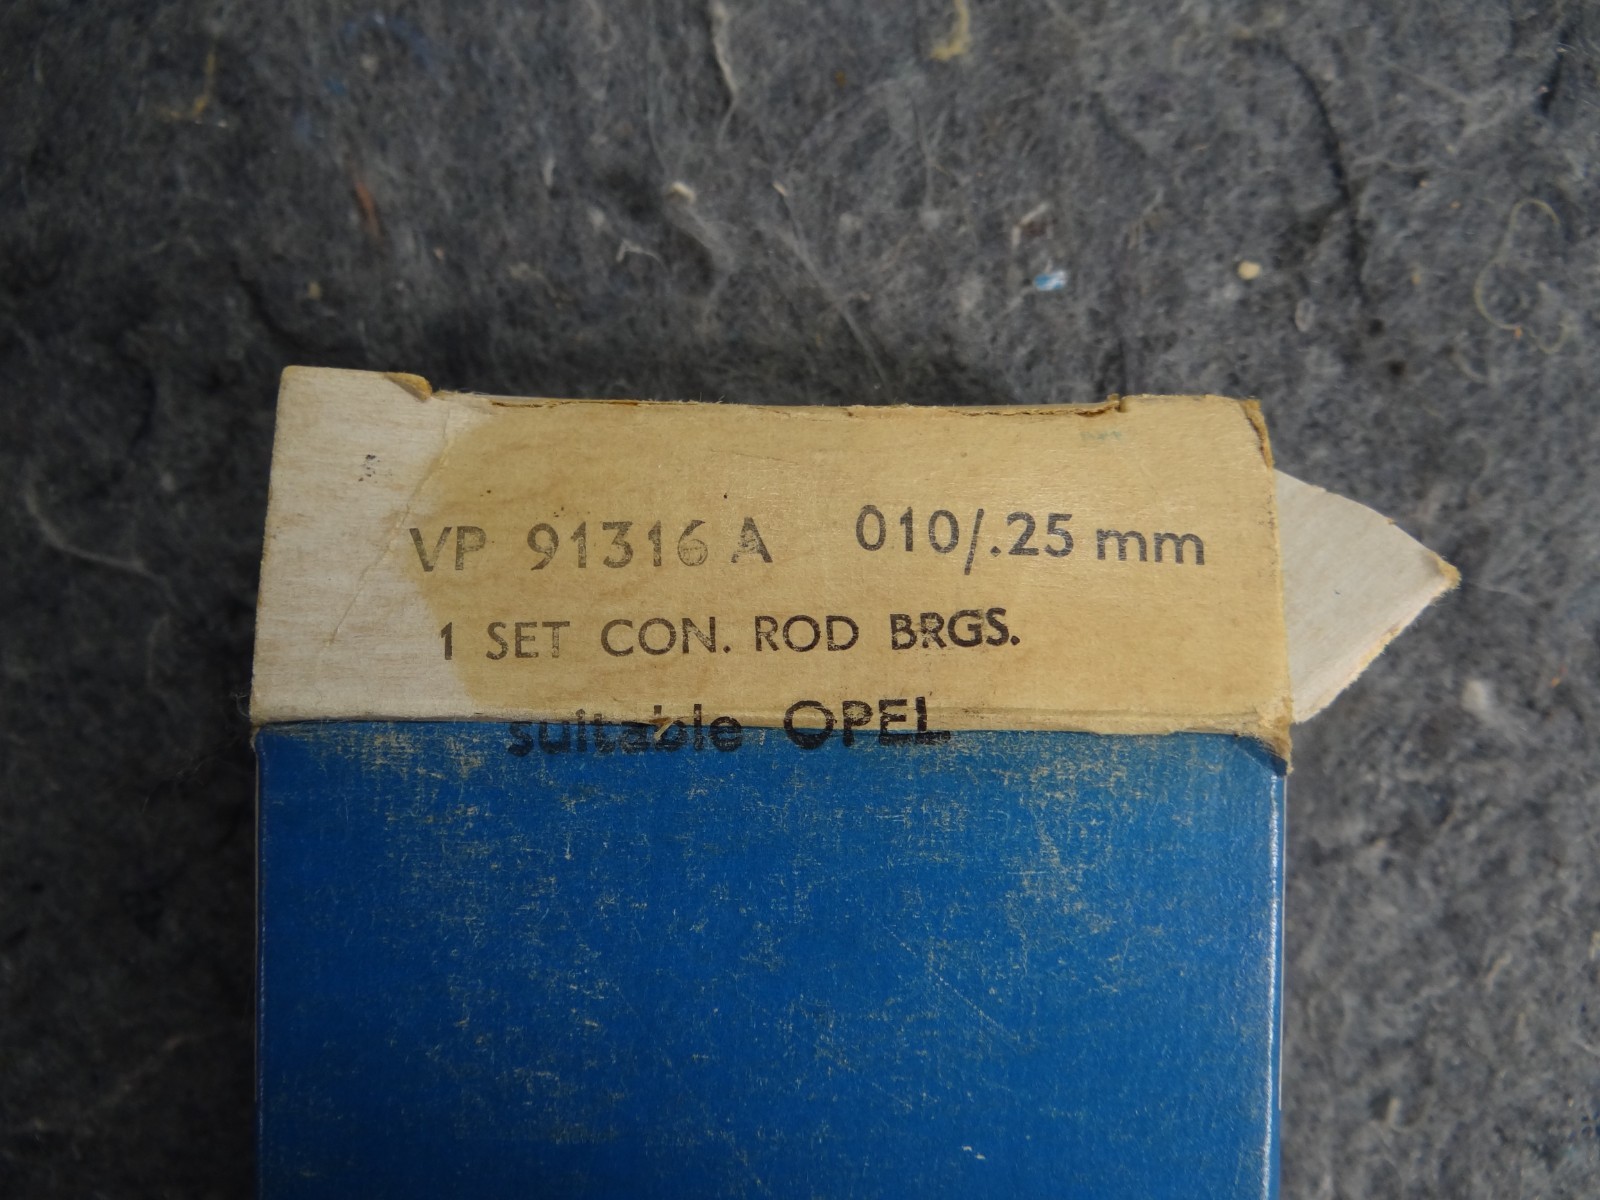 VP 91316 A 010/.25 mm
1 SET CON. ROD BRGS.
suitable OPEL